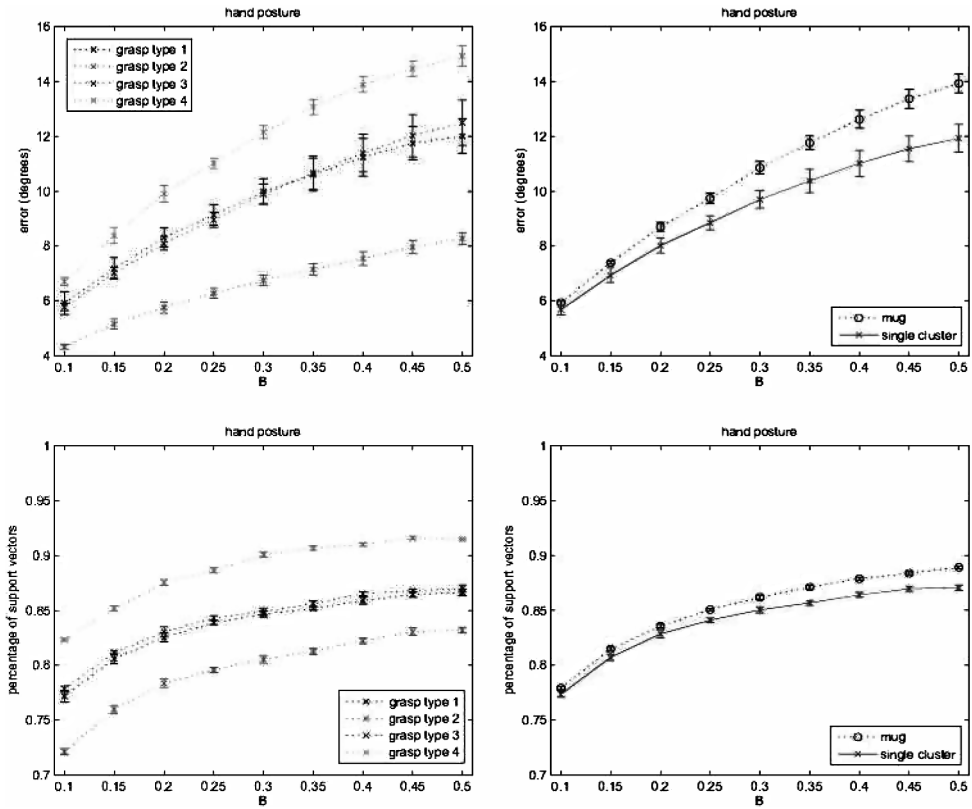 hand posture
16
14
12
10
8
6
4
error (degrees)
grasp type 1
grasp type 2
grasp type 3
grasp type 4
0.1 0.15 0.2 0.25 0.3 0.35 0.4 0.45 0.5
B
hand posture
16
14
12
10
8
6
4
error (degrees)
mug
single cluster
0.1 0.15 0.2 0.25 0.3 0.35 0.4 0.45 0.5
B
hand posture
1
0.95
0.9
0.85
0.8
0.75
0.7
percentage of support vectors
grasp type 1
grasp type 2
grasp type 3
grasp type 4
0.1 0.15 0.2 0.25 0.3 0.35 0.4 0.45 0.5
B
hand posture
1
0.95
0.9
0.85
0.8
0.75
0.7
percentage of support vectors
mug
single cluster
0.1 0.15 0.2 0.25 0.3 0.35 0.4 0.45 0.5
B